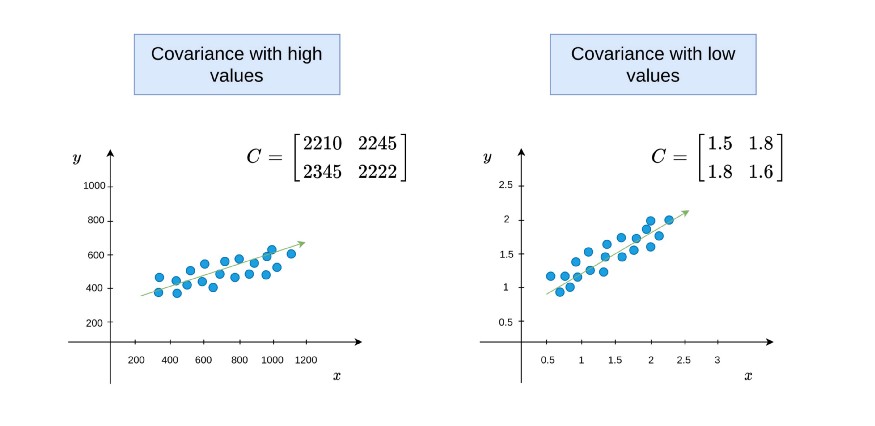 Covariance with high
values
Covariance with low
values
C = [2210 2245
2345 2222]
y
1000
800
600
400
200
200 400 600 800 1000 1200
x
C = [1.5 1.8
1.8 1.6]
y
2.5
2
1.5
1
0.5
0.5 1 1.5 2 2.5 3
x